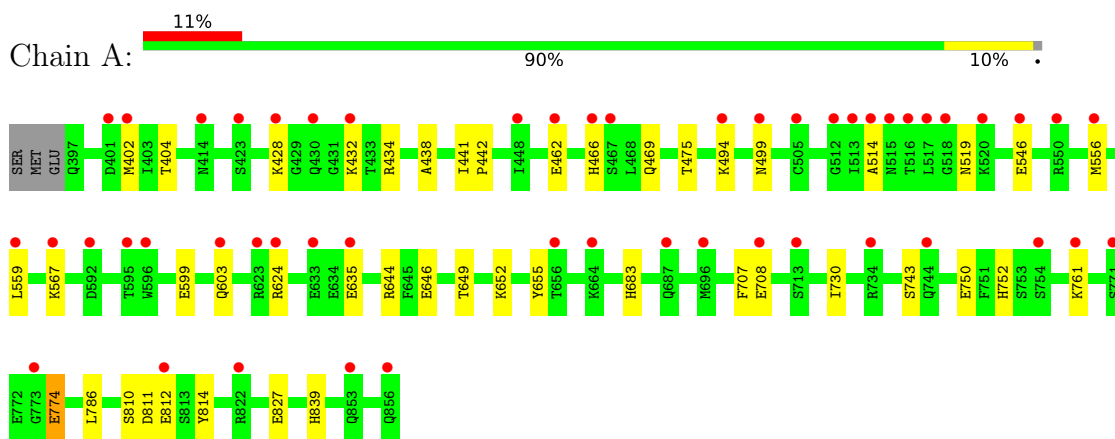 11%
Chain A:
90% 10% •
SER MET GLU Q397 D401 M402 I403 T404 N414 S423 K428 G429 Q430 G431 K432 T433 R434 A438 I441 P442 I448 E462 H466 S467 L468 Q469 T475 K494 N499 C505 G512 I513 A514 N515 T516 L517 G518 N519 K520 E546 R550 M556
L559 K567 D592 T595 W596 E599 Q603 R623 R624 E633 E634 E635 R644 F645 E646 T649 K652 Y655 T656 K664 H683 Q687 M696 F707 E708 S713 I730 R734 S743 Q744 E750 F751 H752 S753 S754 K761 S771
E772 G773 E774 L786 S810 D811 E812 S813 Y814 R822 E827 H839 Q853 Q856